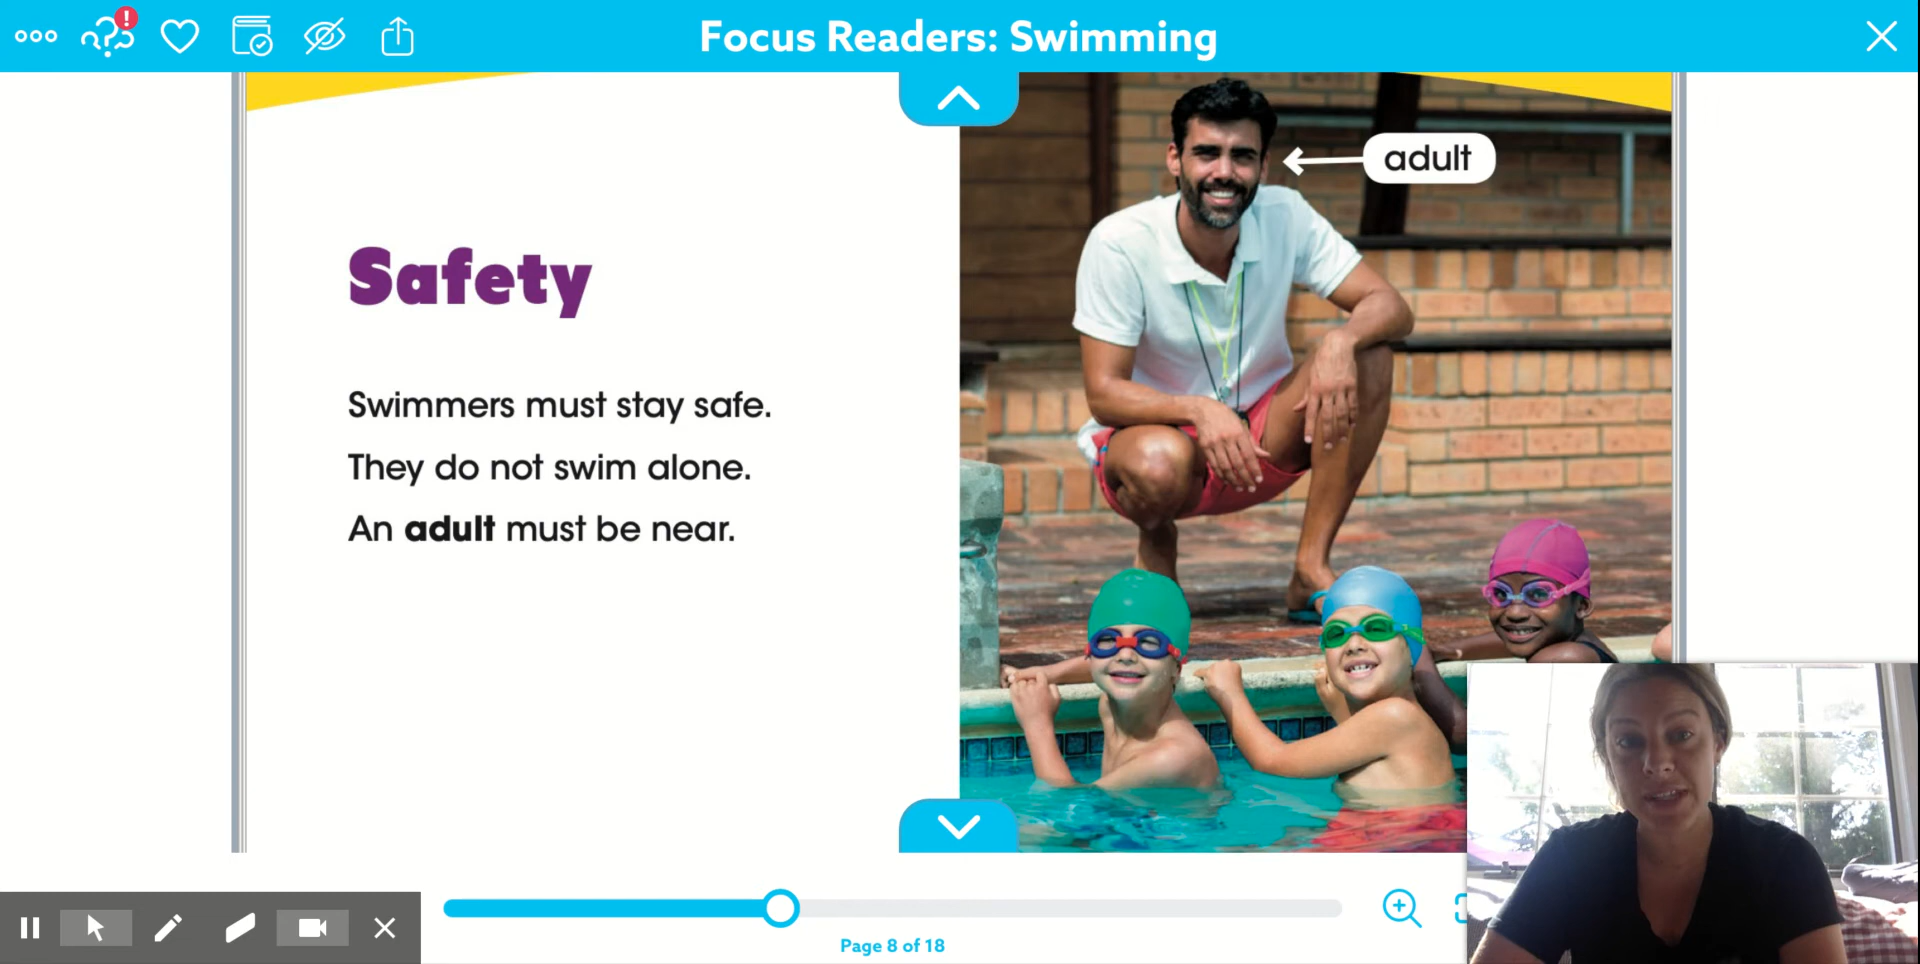 Focus Readers: Swimming
adult
Safety
Swimmers must stay safe.
They do not swim alone.
An adult must be near.
Page 8 of 18